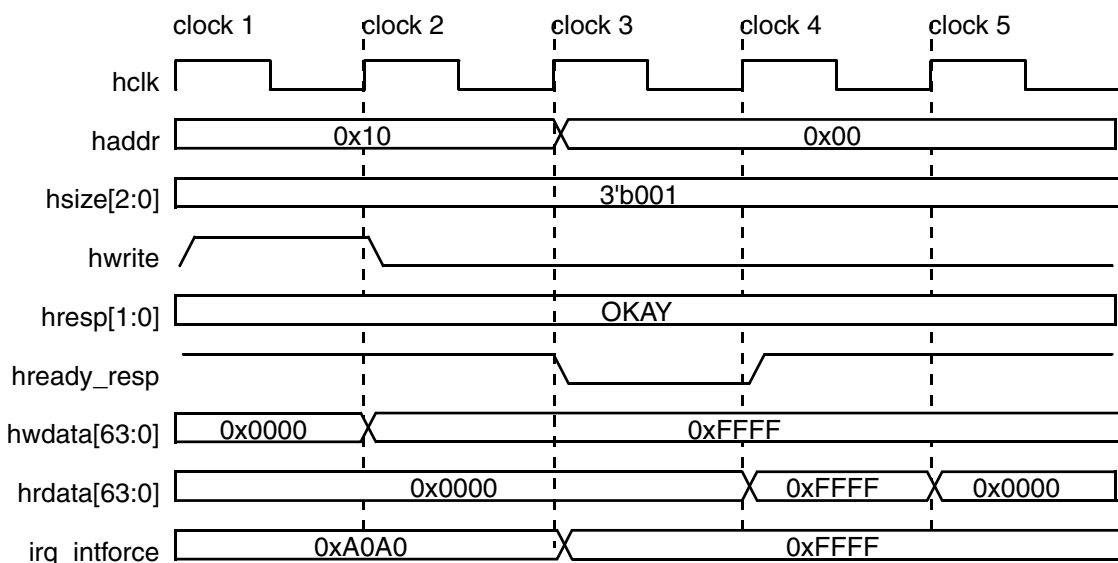 clock 1 clock 2 clock 3 clock 4 clock 5
hclk
haddr 0x10 0x00
hsize[2:0] 3'b001
hwrite
hresp[1:0] OKAY
hready_resp
hwdata[63:0] 0x0000 0xFFFF
hrdata[63:0] 0x0000 0xFFFF 0x0000
irq_intforce 0xA0A0 0xFFFF